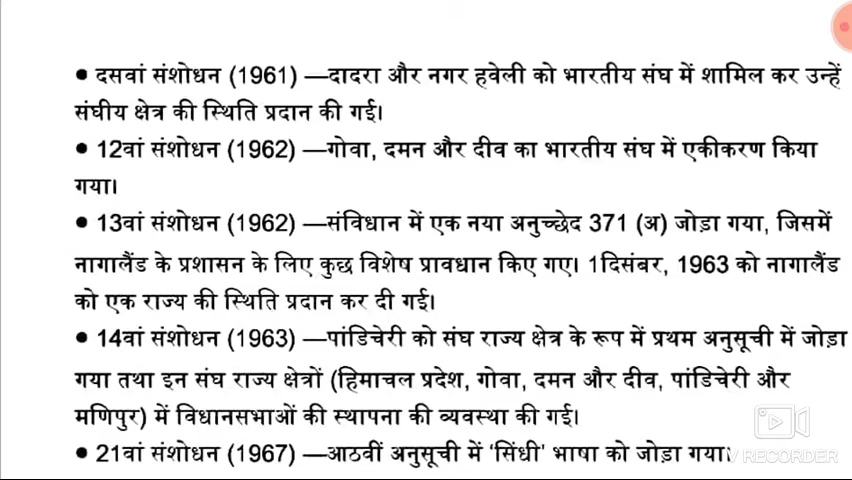 • दसवां संशोधन (1961) —दादरा और नगर हवेली को भारतीय संघ में शामिल कर उन्हें
संघीय क्षेत्र की स्थिति प्रदान की गई।
• 12वां संशोधन (1962) —गोवा, दमन और दीव का भारतीय संघ में एकीकरण किया
गया।
• 13वां संशोधन (1962) —संविधान में एक नया अनुच्छेद 371 (अ) जोड़ा गया, जिसमें
नागालैंड के प्रशासन के लिए कुछ विशेष प्रावधान किए गए। 1दिसंबर, 1963 को नागालैंड
को एक राज्य की स्थिति प्रदान कर दी गई।
• 14वां संशोधन (1963) —पांडिचेरी को संघ राज्य क्षेत्र के रूप में प्रथम अनुसूची में जोड़ा
गया तथा इन संघ राज्य क्षेत्रों (हिमाचल प्रदेश, गोवा, दमन और दीव, पांडिचेरी और
मणिपुर) में विधानसभाओं की स्थापना की व्यवस्था की गई।
• 21वां संशोधन (1967) —आठवीं अनुसूची में 'सिंधी' भाषा को जोड़ा गया।
V RECORDER